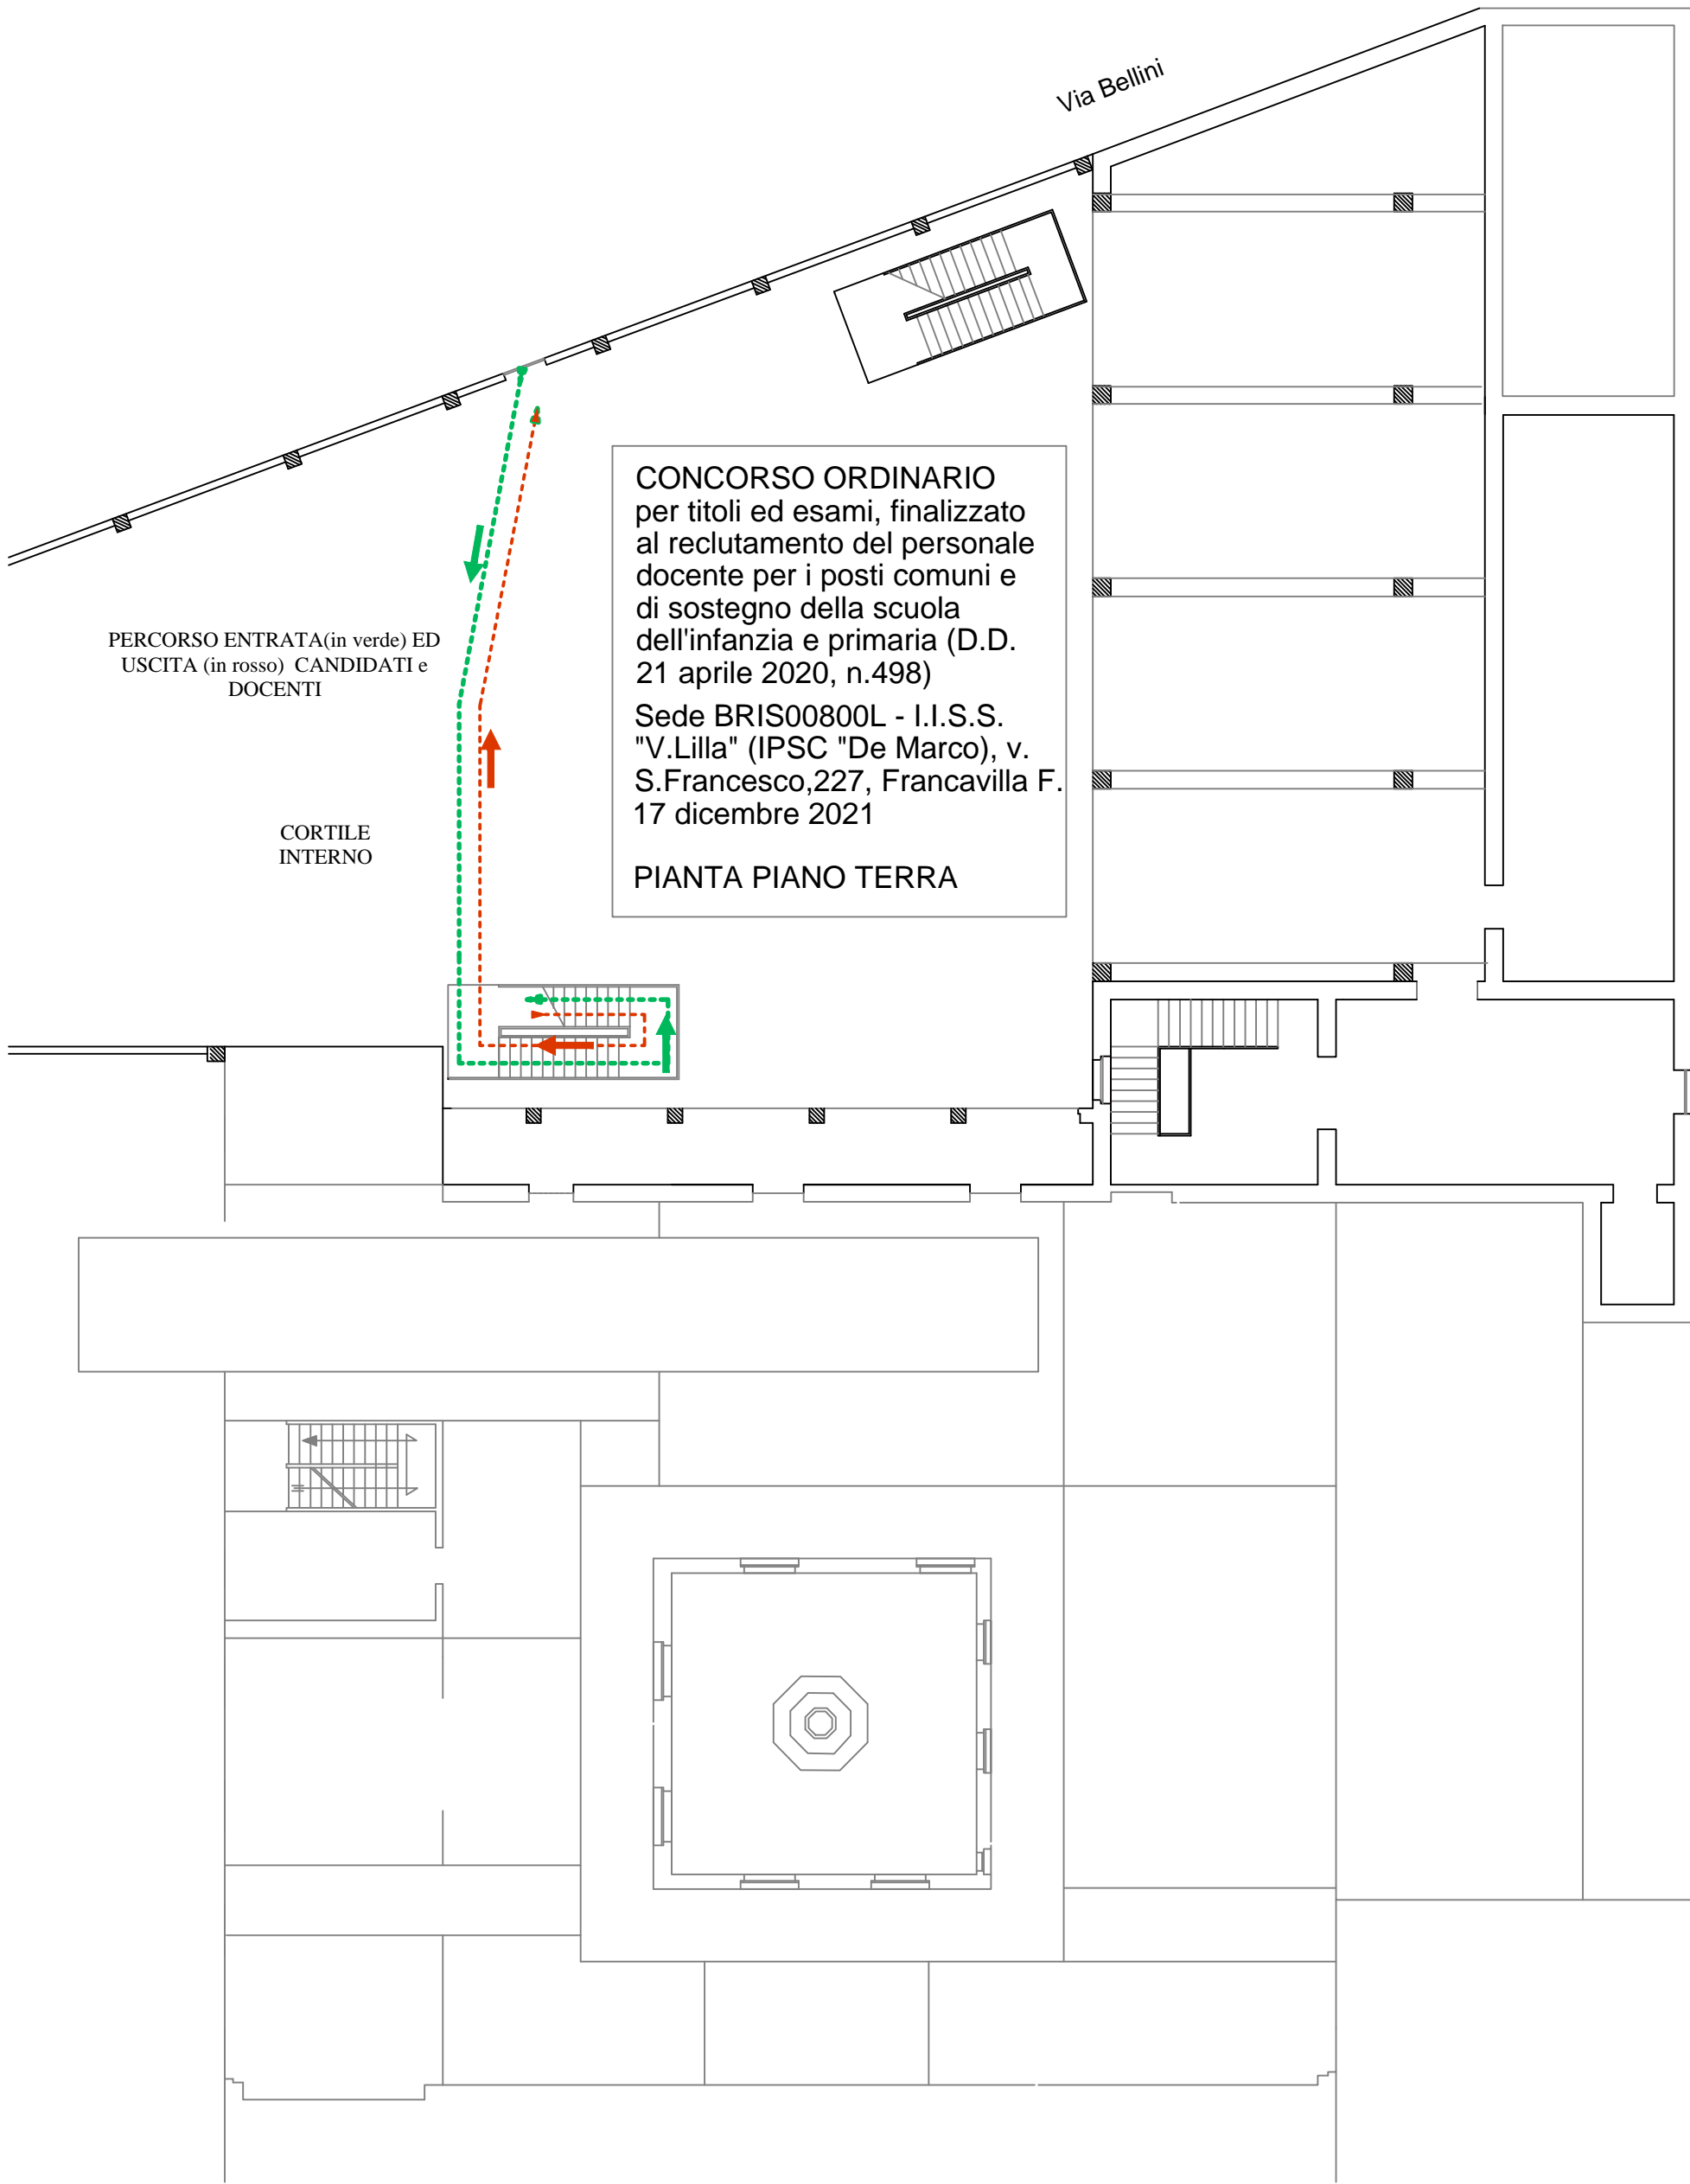 Via Bellini
CONCORSO ORDINARIO
per titoli ed esami, finalizzato
al reclutamento del personale
docente per i posti comuni e
di sostegno della scuola
dell'infanzia e primaria (D.D.
21 aprile 2020, n.498)
Sede BRIS00800L - I.I.S.S.
"V.Lilla" (IPSC "De Marco), v.
S.Francesco,227, Francavilla F.
17 dicembre 2021
PIANTA PIANO TERRA
PERCORSO ENTRATA(in verde) ED
USCITA (in rosso) CANDIDATI e
DOCENTI
CORTILE
INTERNO